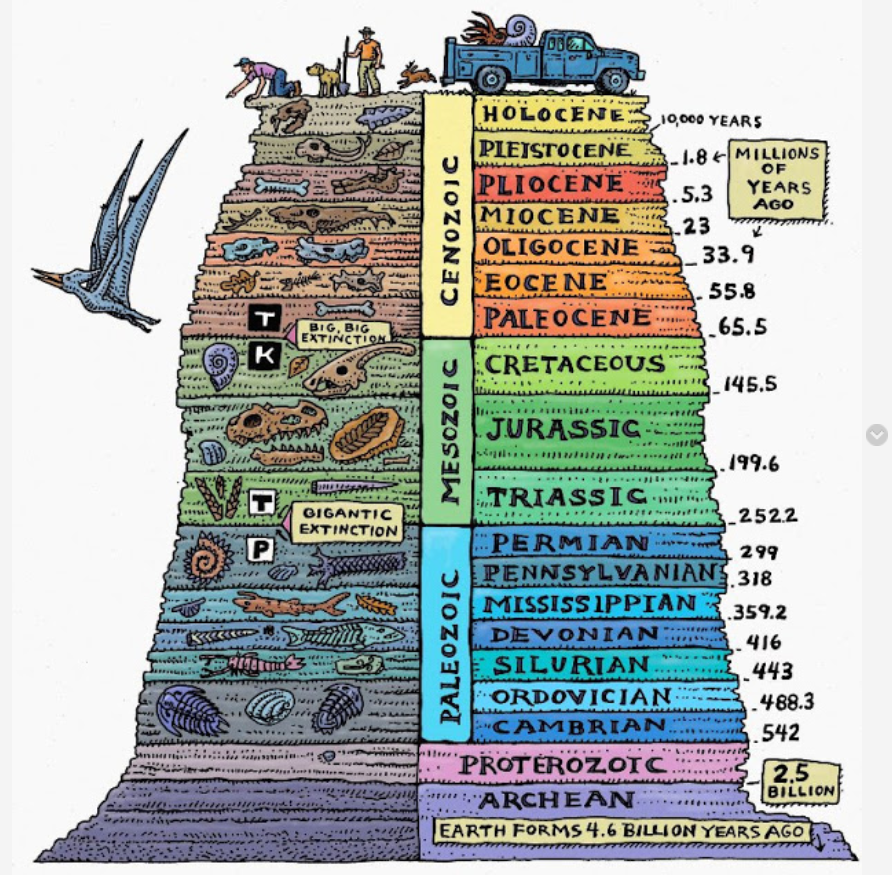 HOLOCENE
10,000 YEARS
PLEISTOCENE
1.8
MILLIONS
OF
YEARS
AGO
PLIOCENE
5.3
MIOCENE
23
OLIGOCENE
33.9
EOCENE
55.8
PALEOCENE
65.5
CENOZOIC
T
BIG, BIG
EXTINCTION
K
CRETACEOUS
145.5
JURASSIC
199.6
TRIASSIC
252.2
MESOZOIC
T
GIGANTIC
EXTINCTION
P
PERMIAN
299
PENNSYLVANIAN
318
MISSISSIPPIAN
359.2
DEVONIAN
416
SILURIAN
443
ORDOVICIAN
488.3
CAMBRIAN
542
PALEOZOIC
PROTEROZOIC
2.5
BILLION
ARCHEAN
EARTH FORMS 4.6 BILLION YEARS AGO